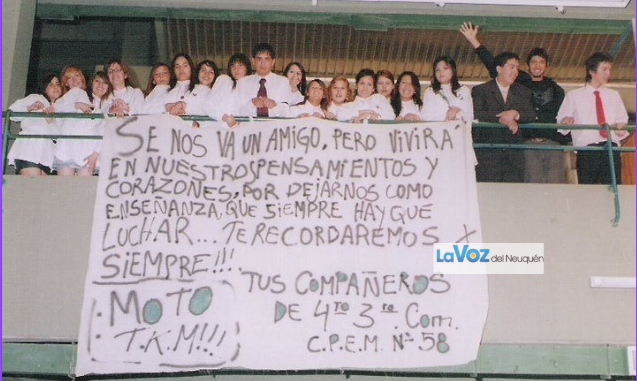 SE NOS VA UN AMIGO, PERO VIVIRÁ
EN NUESTROS PENSAMIENTOS Y
CORAZONES, POR DEJARNOS COMO
ENSEÑANZA, QUE SIEMPRE HAY QUE
LUCHAR... TE RECORDAREMOS X
SIEMPRE!!!.
TUS COMPAÑEROS
DE 4to 3ra. Com.
C.P.E.M. No 58
MOTO
T.K.M!!!
LaVOZ del Neuquén